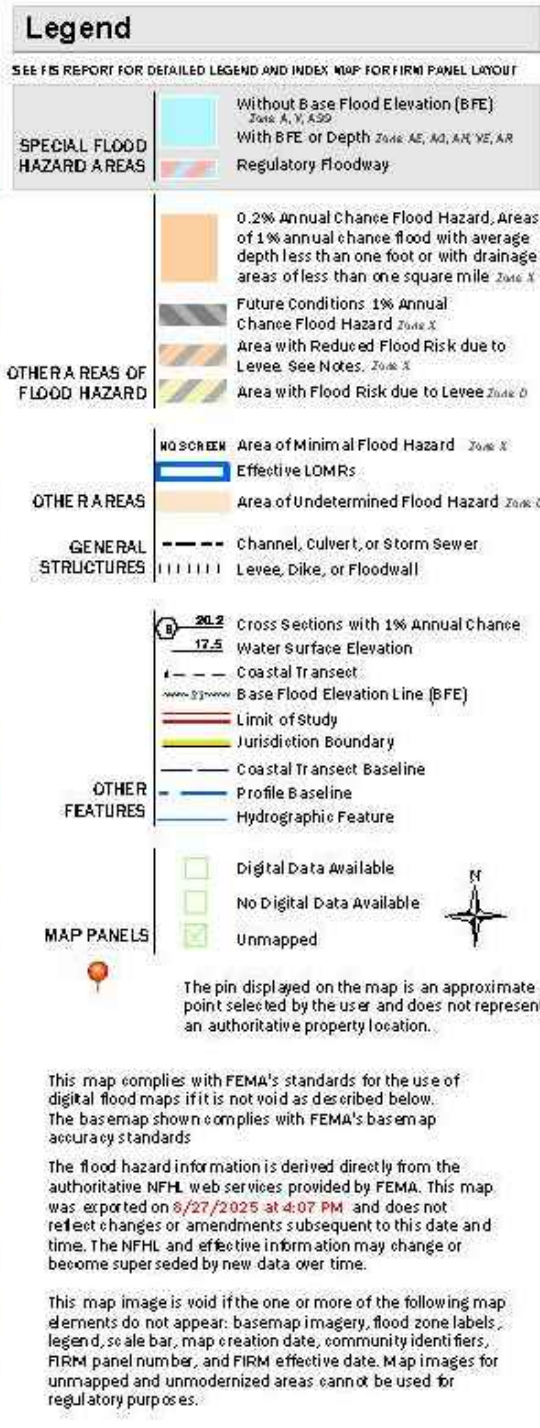 Legend
SEE FIS REPORT FOR DETAILED LEGEND AND INDEX MAP FOR FIRM PANEL LAYOUT
SPECIAL FLOOD
HAZARD AREAS
Without Base Flood Elevation (BFE)
Zone A, V, A99
With BFE or Depth Zone AE, AO, AH, VE, AR
Regulatory Floodway
OTHER AREAS OF
FLOOD HAZARD
0.2% Annual Chance Flood Hazard, Areas
of 1% annual chance flood with average
depth less than one foot or with drainage
areas of less than one square mile Zone X
Future Conditions 1% Annual
Chance Flood Hazard Zone X
Area with Reduced Flood Risk due to
Levee. See Notes. Zone X
Area with Flood Risk due to Levee Zone D
OTHER AREAS
NO SCREEN Area of Minimal Flood Hazard Zone X
Effective LOMRs
Area of Undetermined Flood Hazard Zone
GENERAL
STRUCTURES
Channel, Culvert, or Storm Sewer
Levee, Dike, or Floodwall
OTHER
FEATURES
20.2 Cross Sections with 1% Annual Chance
17.5 Water Surface Elevation
Coastal Transect
Base Flood Elevation Line (BFE)
Limit of Study
Jurisdiction Boundary
Coastal Transect Baseline
Profile Baseline
Hydrographic Feature
MAP PANELS
Digital Data Available
No Digital Data Available
Unmapped
N
The pin displayed on the map is an approximate
point selected by the user and does not represen
an authoritative property location.
This map complies with FEMA's standards for the use of
digital flood maps if it is not void as described below.
The basemap shown complies with FEMA's basemap
accuracy standards
The flood hazard information is derived directly from the
authoritative NFHL web services provided by FEMA. This map
was exported on 8/27/2025 at 4:07 PM and does not
reflect changes or amendments subsequent to this date and
time. The NFHL and effective information may change or
become superseded by new data over time.
This map image is void if the one or more of the following map
elements do not appear: basemap imagery, flood zone labels,
legend, scale bar, map creation date, community identifiers,
FIRM panel number, and FIRM effective date. Map images for
unmapped and unmodernized areas cannot be used for
regulatory purposes.